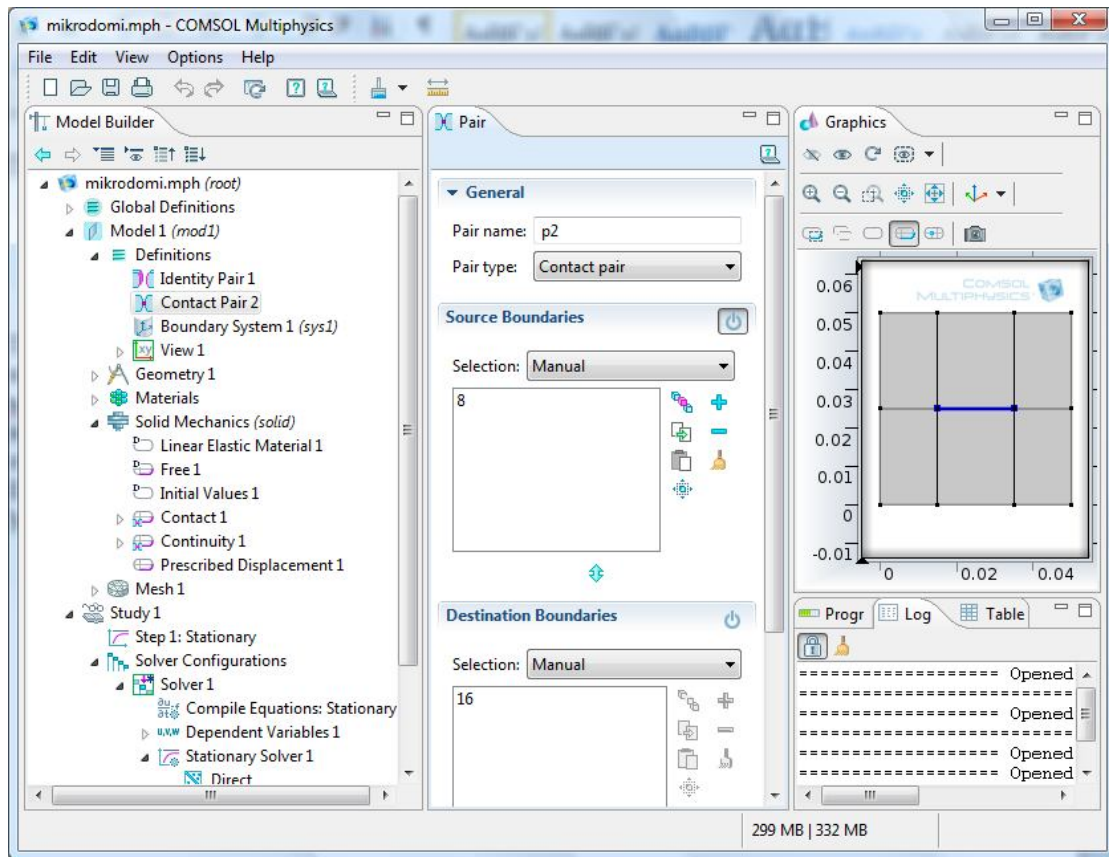 mikrodomi.mph - COMSOL Multiphysics
File Edit View Options Help
Model Builder
mikrodomi.mph (root)
Global Definitions
Model 1 (mod1)
Definitions
Identity Pair 1
Contact Pair 2
Boundary System 1 (sys1)
View 1
Geometry 1
Materials
Solid Mechanics (solid)
Linear Elastic Material 1
Free 1
Initial Values 1
Contact 1
Continuity 1
Prescribed Displacement 1
Mesh 1
Study 1
Step 1: Stationary
Solver Configurations
Solver 1
Compile Equations: Stationary
u,v,w Dependent Variables 1
Stationary Solver 1
Direct
Pair
General
Pair name: p2
Pair type: Contact pair
Source Boundaries
Selection: Manual
8
Destination Boundaries
Selection: Manual
16
Graphics
COMSOL
MULTIPHYSICS
0.06
0.05
0.04
0.03
0.02
0.01
0
-0.01
0 0.02 0.04
Progr Log Table
=================== Opened
===================== Opened
=================== Opened
=================== Opened
299 MB | 332 MB